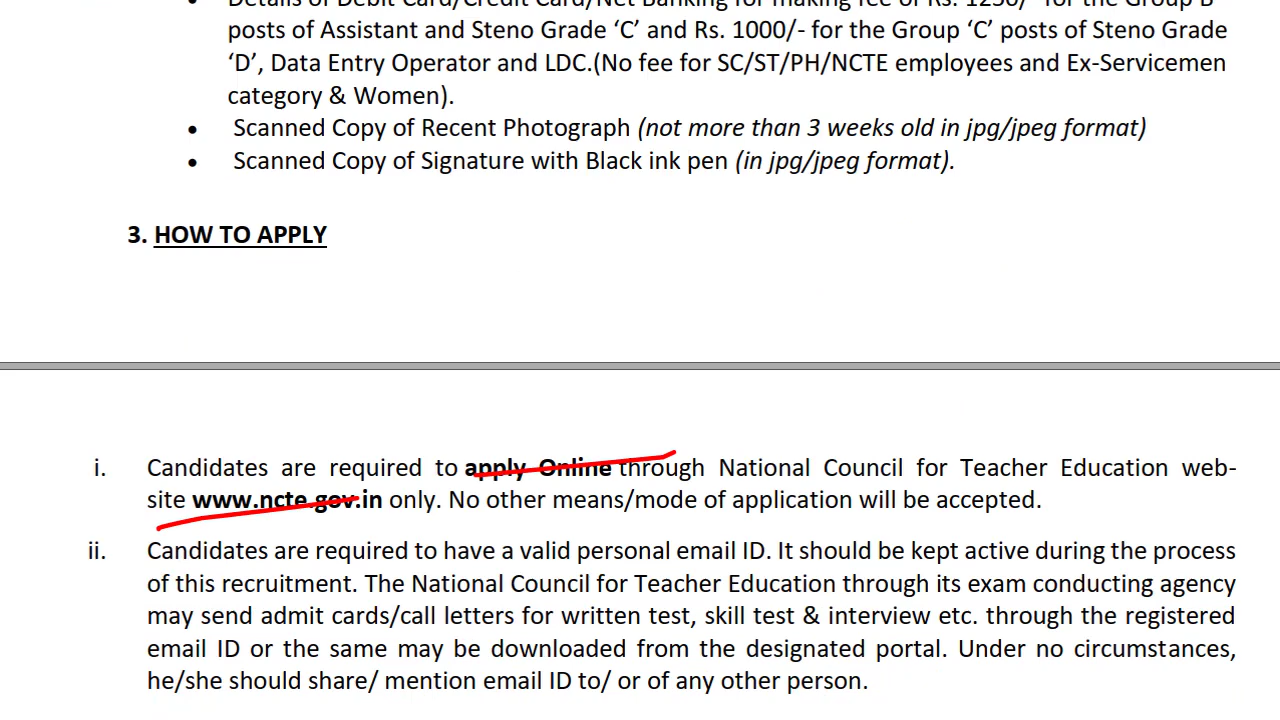 Details of Debit Card/Credit Card/Net Banking for making fee of Rs. 1250/- for the Group B
posts of Assistant and Steno Grade ‘C’ and Rs. 1000/- for the Group ‘C’ posts of Steno Grade
‘D’, Data Entry Operator and LDC.(No fee for SC/ST/PH/NCTE employees and Ex-Servicemen
category & Women).
• Scanned Copy of Recent Photograph (not more than 3 weeks old in jpg/jpeg format)
• Scanned Copy of Signature with Black ink pen (in jpg/jpeg format).
3. HOW TO APPLY
i. Candidates are required to apply Online through National Council for Teacher Education web-
site www.ncte.gov.in only. No other means/mode of application will be accepted.
ii. Candidates are required to have a valid personal email ID. It should be kept active during the process
of this recruitment. The National Council for Teacher Education through its exam conducting agency
may send admit cards/call letters for written test, skill test & interview etc. through the registered
email ID or the same may be downloaded from the designated portal. Under no circumstances,
he/she should share/ mention email ID to/ or of any other person.